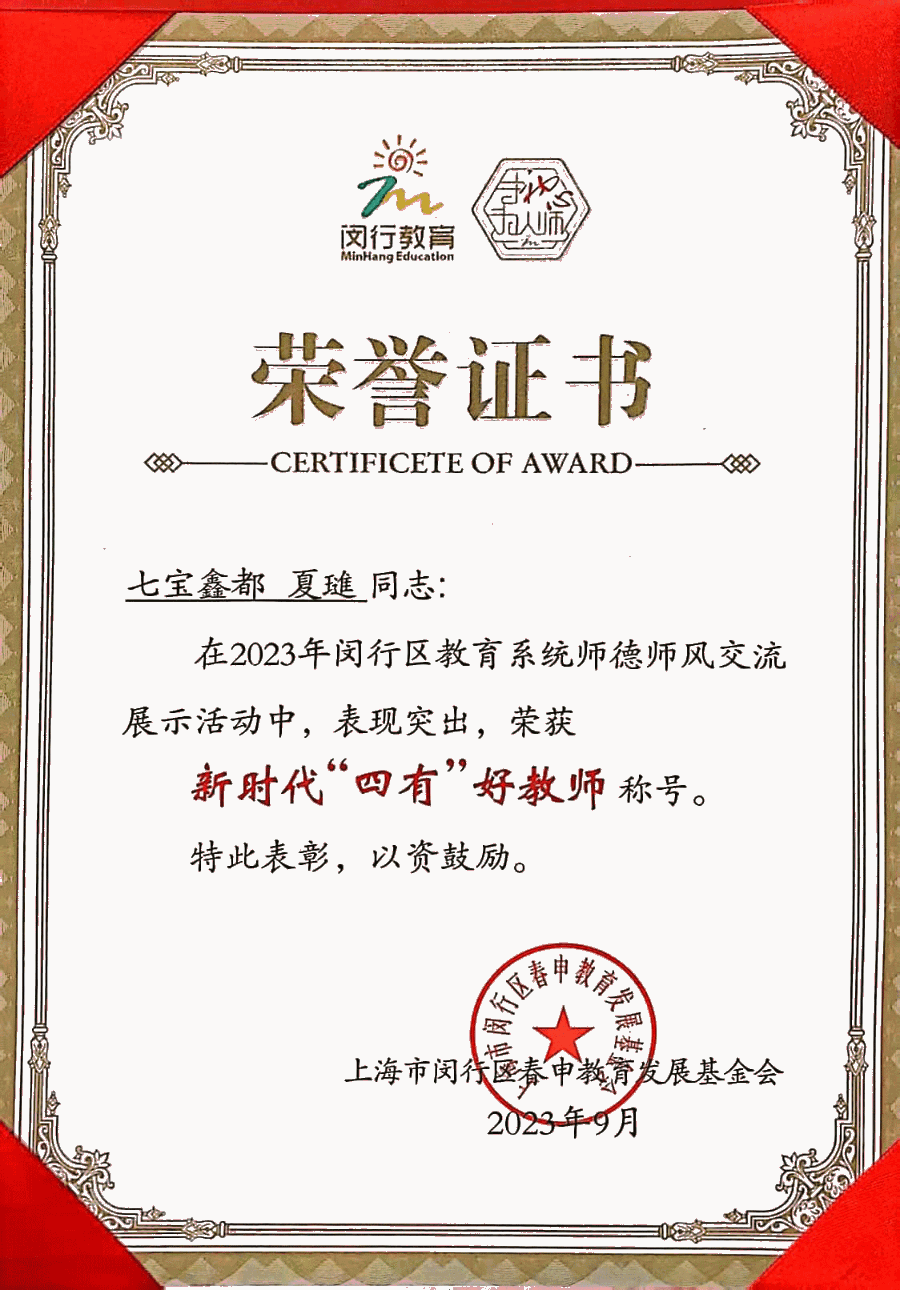 闵行教育
MinHang Education
荣誉证书
CERTIFICETE OF AWARD
七宝鑫都 夏琟 同志：
在2023年闵行区教育系统师德师风交流
展示活动中，表现突出，荣获
新时代“四有”好教师 称号。
特此表彰，以资鼓励。
上海市闵行区春申教育发展基金会
上海市闵行区春申教育发展基金会
2023年9月